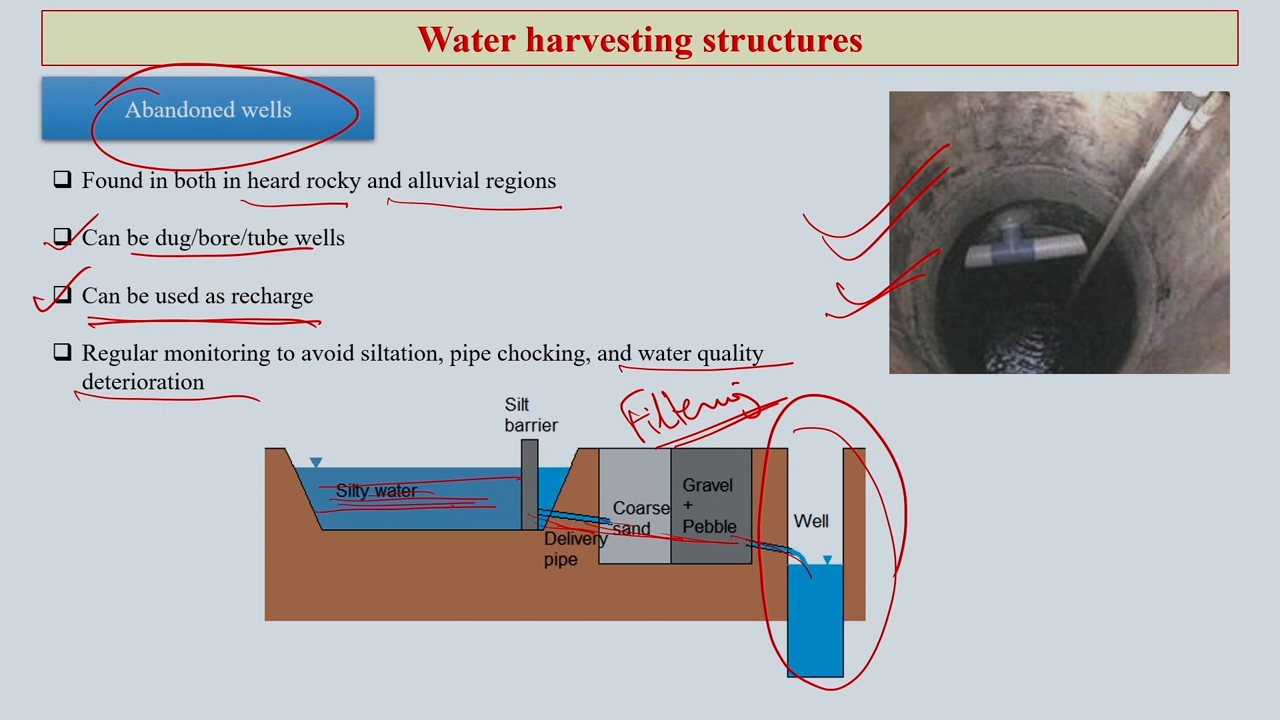 Water harvesting structures
Abandoned wells
Found in both in heard rocky and alluvial regions
Can be dug/bore/tube wells
Can be used as recharge
Regular monitoring to avoid siltation, pipe chocking, and water quality
deterioration
Filtering
Silt
barrier
Silty water
Delivery
pipe
Coarse
sand
Gravel
+
Pebble
Well